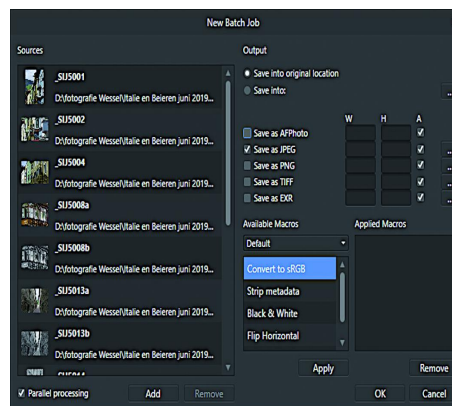 New Batch Job
Sources
_SIJ5001
D:\fotografie Wessel\Italie en Beieren juni 2019...
_SIJ5002
D:\fotografie Wessel\Italie en Beieren juni 2019...
_SIJ5004
D:\fotografie Wessel\Italie en Beieren juni 2019...
_SIJ5008a
D:\fotografie Wessel\Italie en Beieren juni 2019...
_SIJ5008b
D:\fotografie Wessel\Italie en Beieren juni 2019...
_SIJ5013a
D:\fotografie Wessel\Italie en Beieren juni 2019...
_SIJ5013b
D:\fotografie Wessel\Italie en Beieren juni 2019...
Parallel processing
Add
Remove
Output
Save into original location
Save into:
...
W H A
Save as AFPhoto
Save as JPEG
...
Save as PNG
...
Save as TIFF
...
Save as EXR
...
Available Macros
Default
Convert to sRGB
Strip metadata
Black & White
Flip Horizontal
Apply
Applied Macros
Remove
OK
Cancel